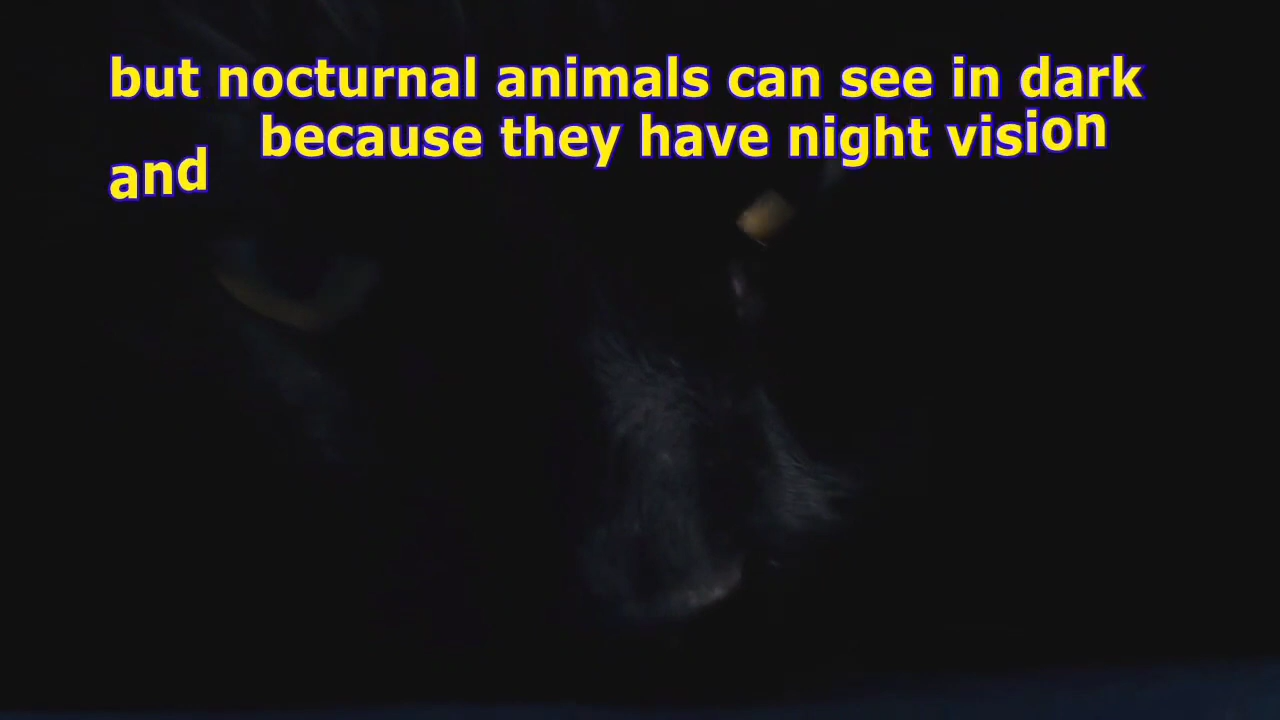 but nocturnal animals can see in dark
because they have night vision
and